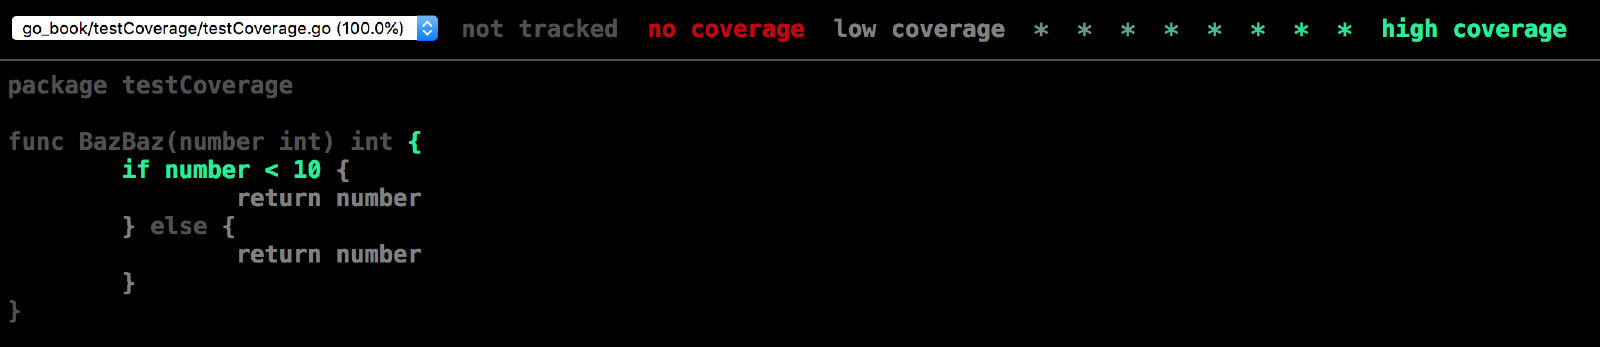 go_book/testCoverage/testCoverage.go (100.0%) not tracked no coverage low coverage * * * * * * * * high coverage
package testCoverage
func BazBaz(number int) int {
if number < 10 {
return number
} else {
return number
}
}